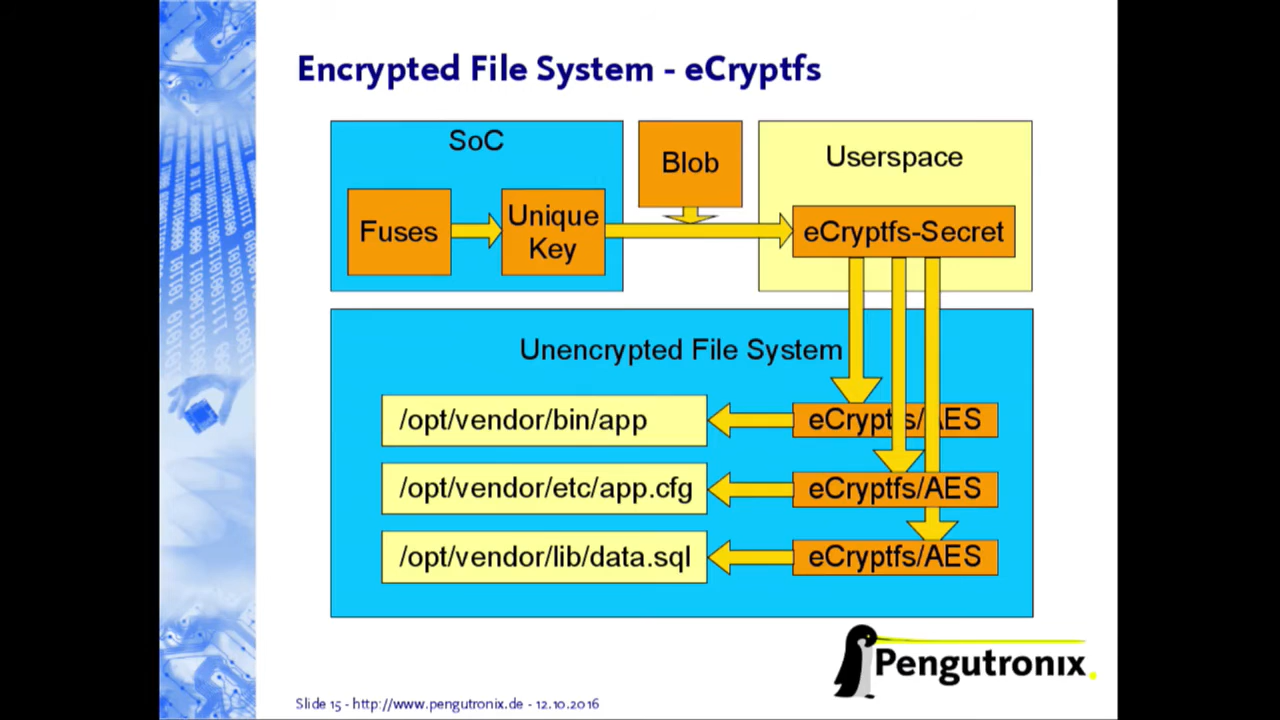 Encrypted File System - eCryptfs
SoC
Fuses
Unique
Key
Blob
Userspace
eCryptfs-Secret
Unencrypted File System
/opt/vendor/bin/app
eCryptfs/AES
/opt/vendor/etc/app.cfg
eCryptfs/AES
/opt/vendor/lib/data.sql
eCryptfs/AES
Pengutronix
Slide 15 - http://www.pengutronix.de - 12.10.2016